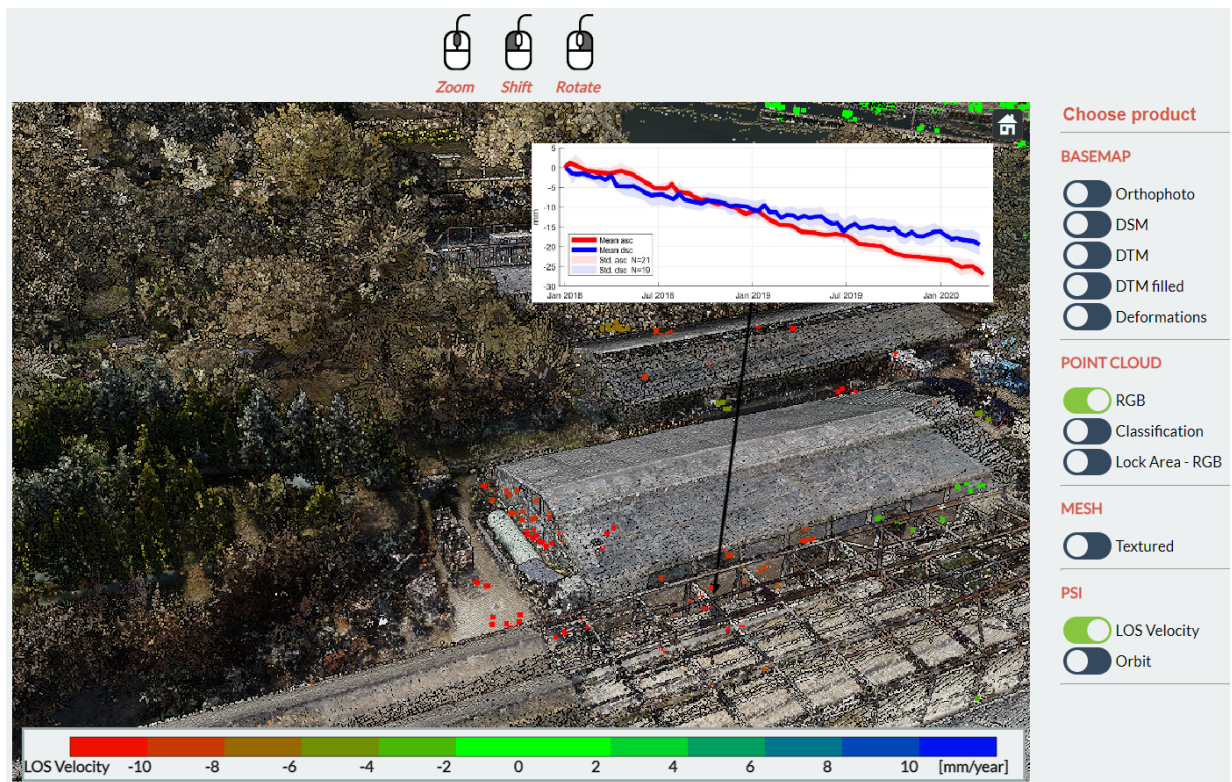 Zoom Shift Rotate
Choose product
BASEMAP
Orthophoto
DSM
DTM
DTM filled
Deformations
POINT CLOUD
RGB
Classification
Lock Area - RGB
MESH
Textured
PSI
LOS Velocity
Orbit
5
0
-5
-10
-15
-20
-25
-30
mm
Mean asc
Mean dsc
Std. asc N=21
Std. dsc N=19
Jan 2018 Jul 2018 Jan 2019 Jul 2019 Jan 2020
LOS Velocity -10 -8 -6 -4 -2 0 2 4 6 8 10 [mm/year]